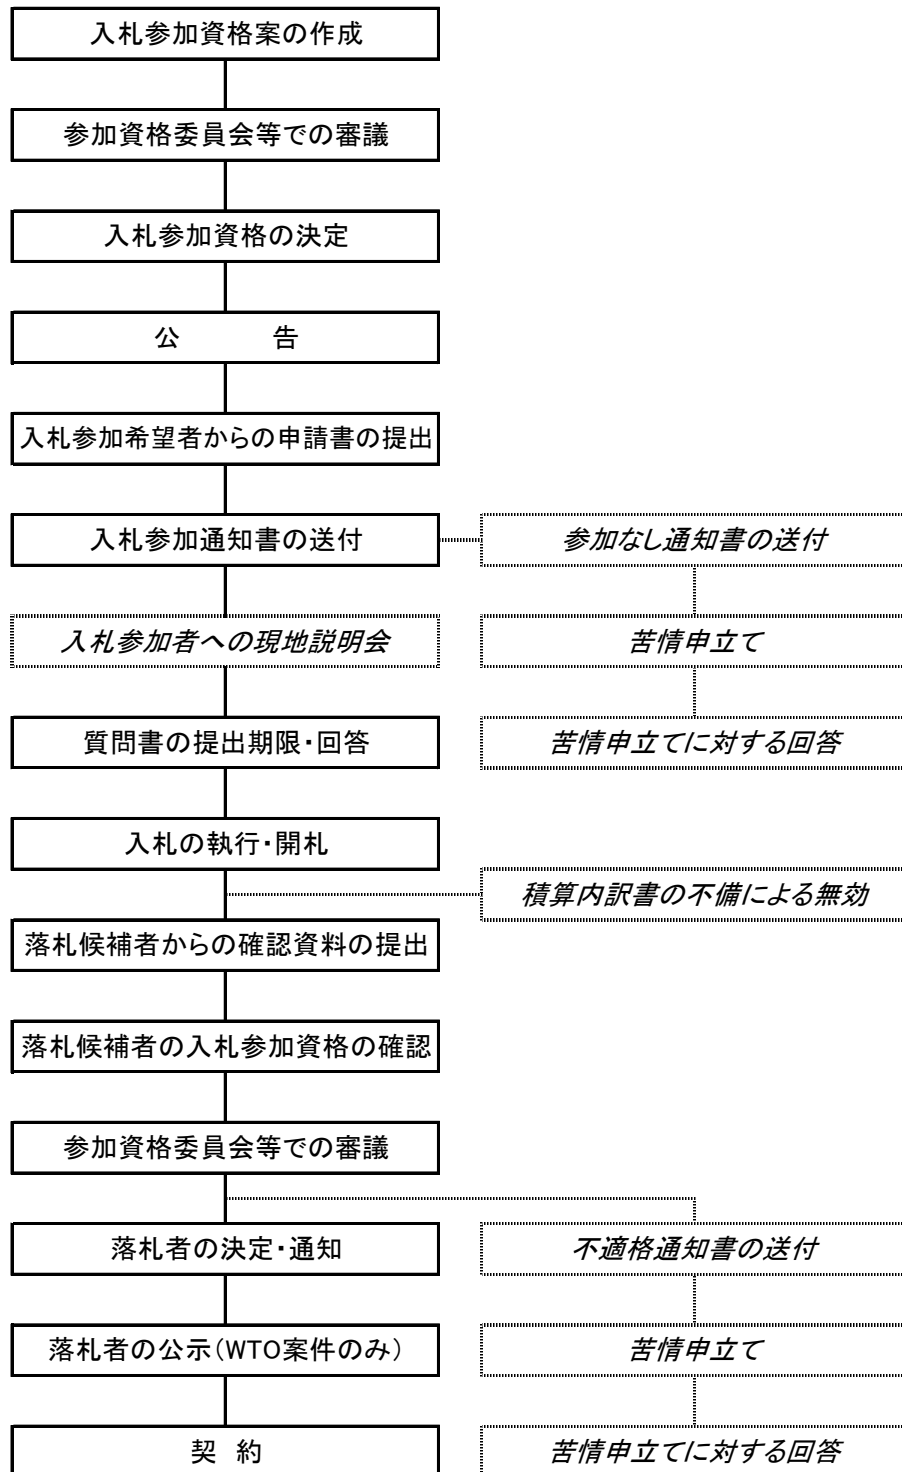 入札参加資格案の作成
参加資格委員会等での審議
入札参加資格の決定
公　　　告
入札参加希望者からの申請書の提出
入札参加通知書の送付
参加なし通知書の送付
入札参加者への現地説明会
苦情申立て
質問書の提出期限・回答
苦情申立てに対する回答
入札の執行・開札
積算内訳書の不備による無効
落札候補者からの確認資料の提出
落札候補者の入札参加資格の確認
参加資格委員会等での審議
落札者の決定・通知
不適格通知書の送付
落札者の公示（WTO案件のみ）
苦情申立て
契　約
苦情申立てに対する回答